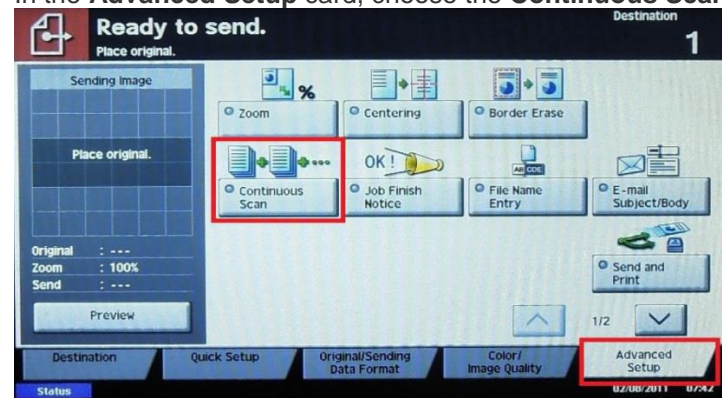 In the Advanced Setup card, choose the Continuous Scan
Ready to send.
Place original.
Destination
1
Sending Image
Place original.
Original : ---
Zoom : 100%
Send : ---
Preview
%
Zoom
Centering
Border Erase
Continuous
Scan
OK!
Job Finish
Notice
AB CDE
File Name
Entry
E-mail
Subject/Body
Send and
Print
1/2
Destination
Quick Setup
Original/Sending
Data Format
Color/
Image Quality
Advanced
Setup
Status
02/08/2011 07:42